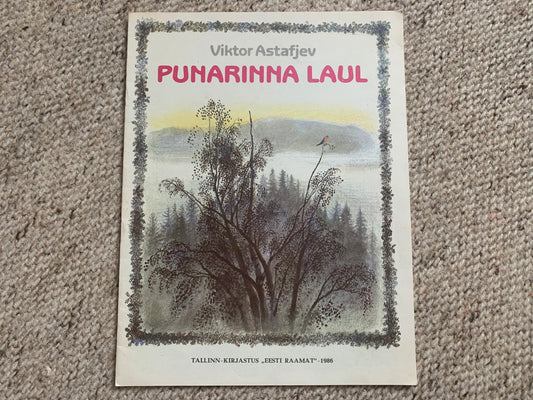 Viktor Astafjev
PUNARINNA LAUL
TALLINN·KIRJASTUS „EESTI RAAMAT"·1986